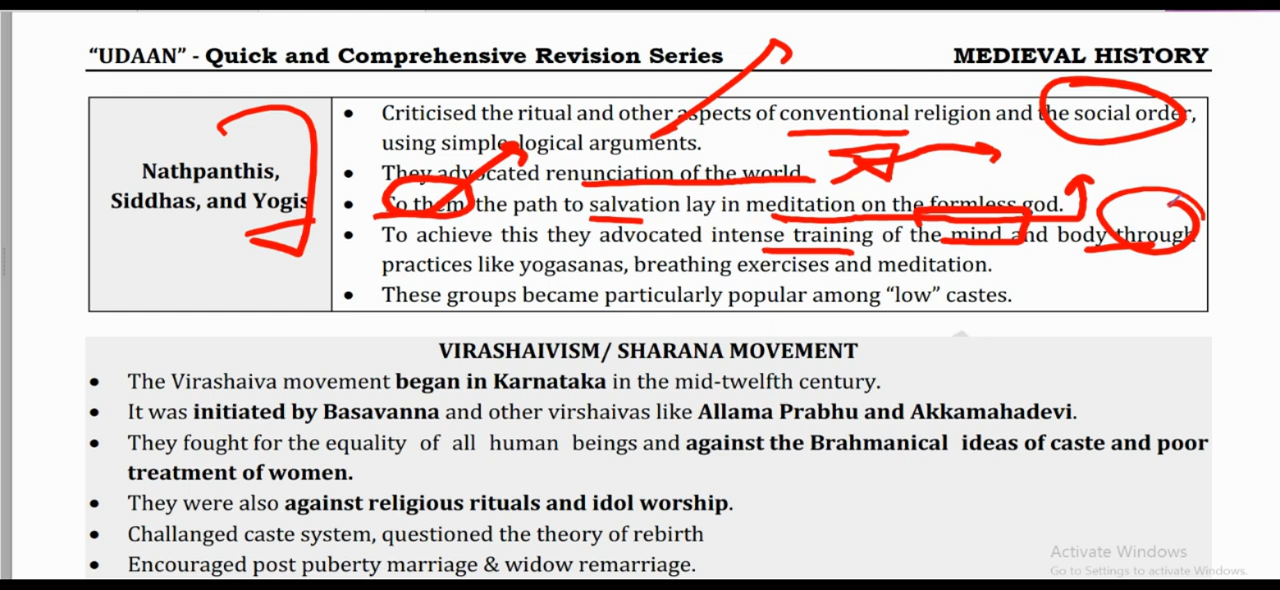 “UDAAN” - Quick and Comprehensive Revision Series MEDIEVAL HISTORY
• Criticised the ritual and other aspects of conventional religion and the social order,
using simple logical arguments.
Nathpanthis,
Siddhas, and Yogis
• They advocated renunciation of the world
• To them, the path to salvation lay in meditation on the formless god.
• To achieve this they advocated intense training of the mind and body through
practices like yogasanas, breathing exercises and meditation.
• These groups became particularly popular among “low” castes.
VIRASHAIVISM/ SHARANA MOVEMENT
• The Virashaiva movement began in Karnataka in the mid-twelfth century.
• It was initiated by Basavanna and other virshaivas like Allama Prabhu and Akkamahadevi.
• They fought for the equality of all human beings and against the Brahmanical ideas of caste and poor
treatment of women.
• They were also against religious rituals and idol worship.
• Challanged caste system, questioned the theory of rebirth
• Encouraged post puberty marriage & widow remarriage.
Activate Windows
Go to Settings to activate Windows.